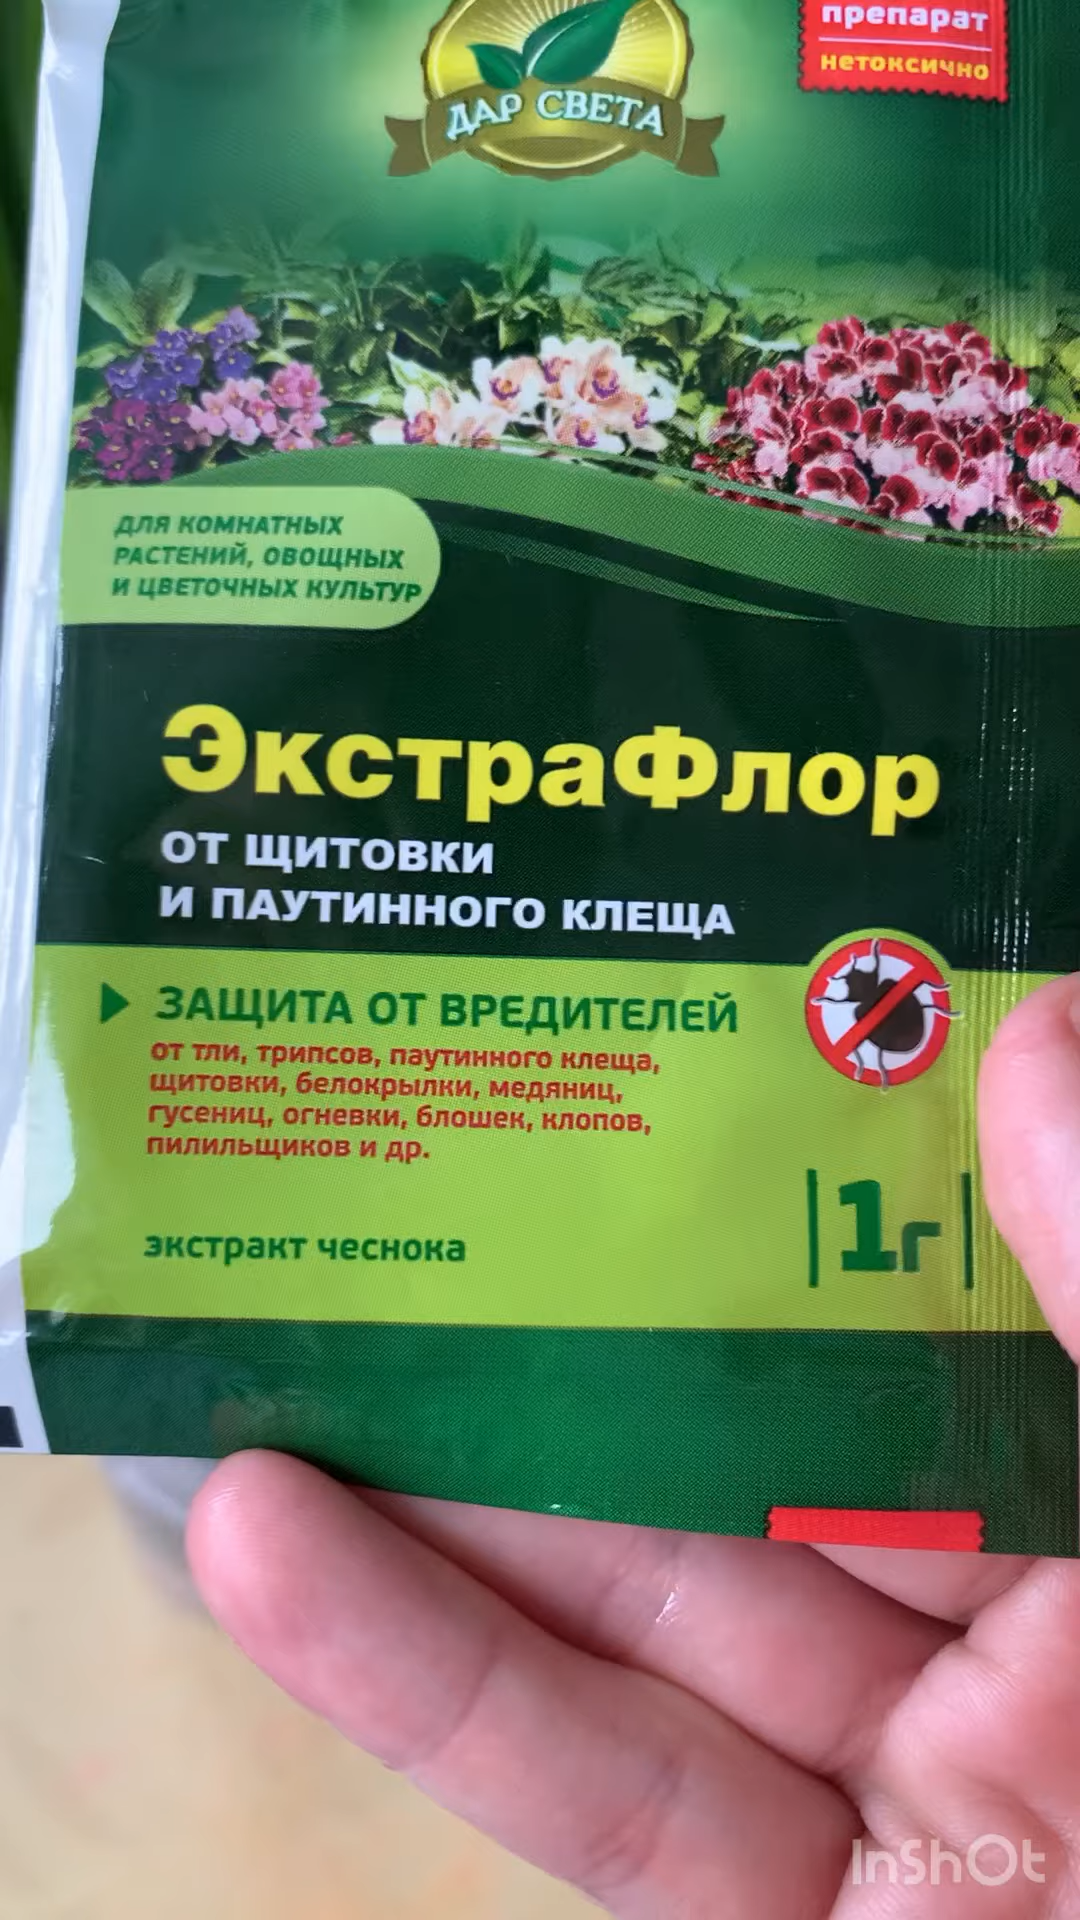 препарат
нетоксично
ДАР СВЕТА
ДЛЯ КОМНАТНЫХ
РАСТЕНИЙ, ОВОЩНЫХ
И ЦВЕТОЧНЫХ КУЛЬТУР
ЭкстраФлор
ОТ ЩИТОВКИ
И ПАУТИННОГО КЛЕЩА
ЗАЩИТА ОТ ВРЕДИТЕЛЕЙ
от тли, трипсов, паутинного клеща,
щитовки, белокрылки, медяниц,
гусениц, огневки, блошек, клопов,
пилильщиков и др.
экстракт чеснока
1г
InShOt